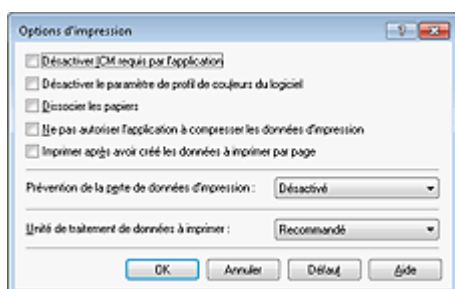 Options d'impression
Désactiver ICM requis par l'application
Désactiver le paramètre de profil de couleurs du logiciel
Dissocier les papiers
Ne pas autoriser l'application à compresser les données d'impression
Imprimer après avoir créé les données à imprimer par page
Prévention de la perte de données d'impression : Désactivé
Unité de traitement de données à imprimer : Recommandé
OK Annuler Défaut Aide